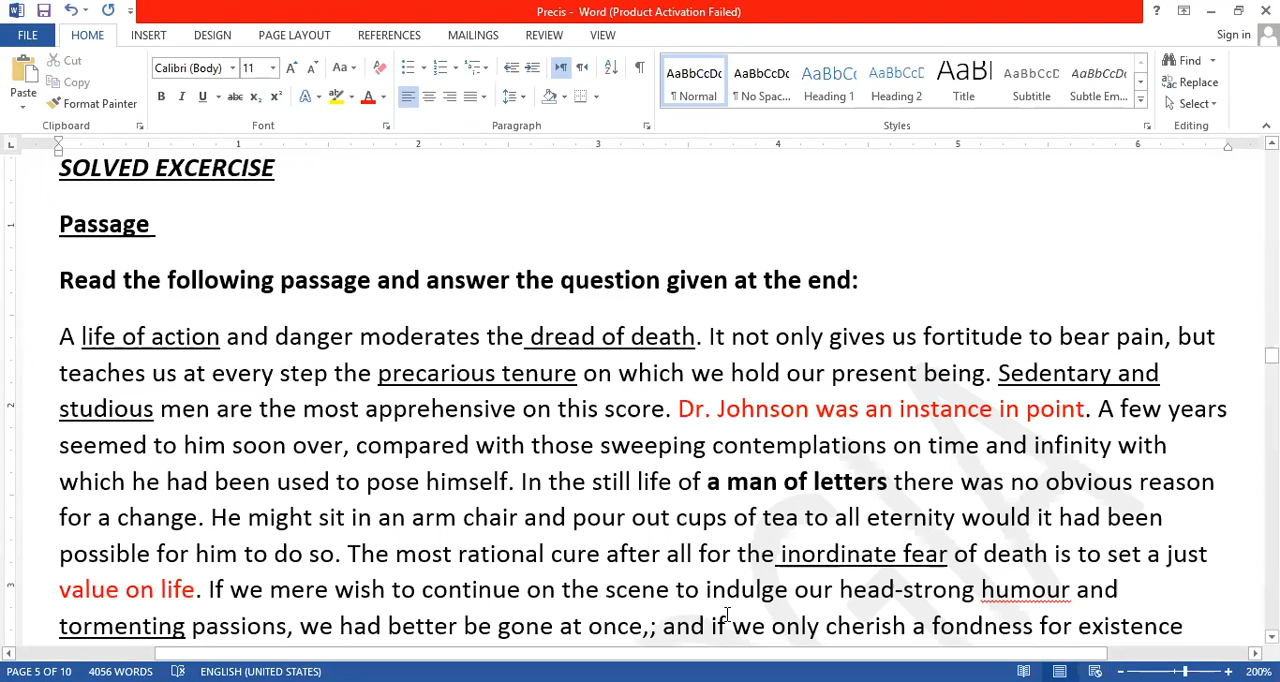 Precis - Word (Product Activation Failed)
Sign in
FILE HOME INSERT DESIGN PAGE LAYOUT REFERENCES MAILINGS REVIEW VIEW
Paste
Cut
Copy
Format Painter
Clipboard
Calibri (Body) 11
Font
Paragraph
AaBbCcDc AaBbCcDc AaBbCc AaBbCcD AaBl AaBbCcD AaBbCcD
¶ Normal ¶ No Spac... Heading 1 Heading 2 Title Subtitle Subtle Em...
Styles
Find
Replace
Select
Editing
1 2 3 4 5 6
SOLVED EXCERCISE
Passage
Read the following passage and answer the question given at the end:
A life of action and danger moderates the dread of death. It not only gives us fortitude to bear pain, but
teaches us at every step the precarious tenure on which we hold our present being. Sedentary and
studious men are the most apprehensive on this score. Dr. Johnson was an instance in point. A few years
seemed to him soon over, compared with those sweeping contemplations on time and infinity with
which he had been used to pose himself. In the still life of a man of letters there was no obvious reason
for a change. He might sit in an arm chair and pour out cups of tea to all eternity would it had been
possible for him to do so. The most rational cure after all for the inordinate fear of death is to set a just
value on life. If we mere wish to continue on the scene to indulge our head-strong humour and
tormenting passions, we had better be gone at once,; and if we only cherish a fondness for existence
PAGE 5 OF 10 4056 WORDS ENGLISH (UNITED STATES) 200%